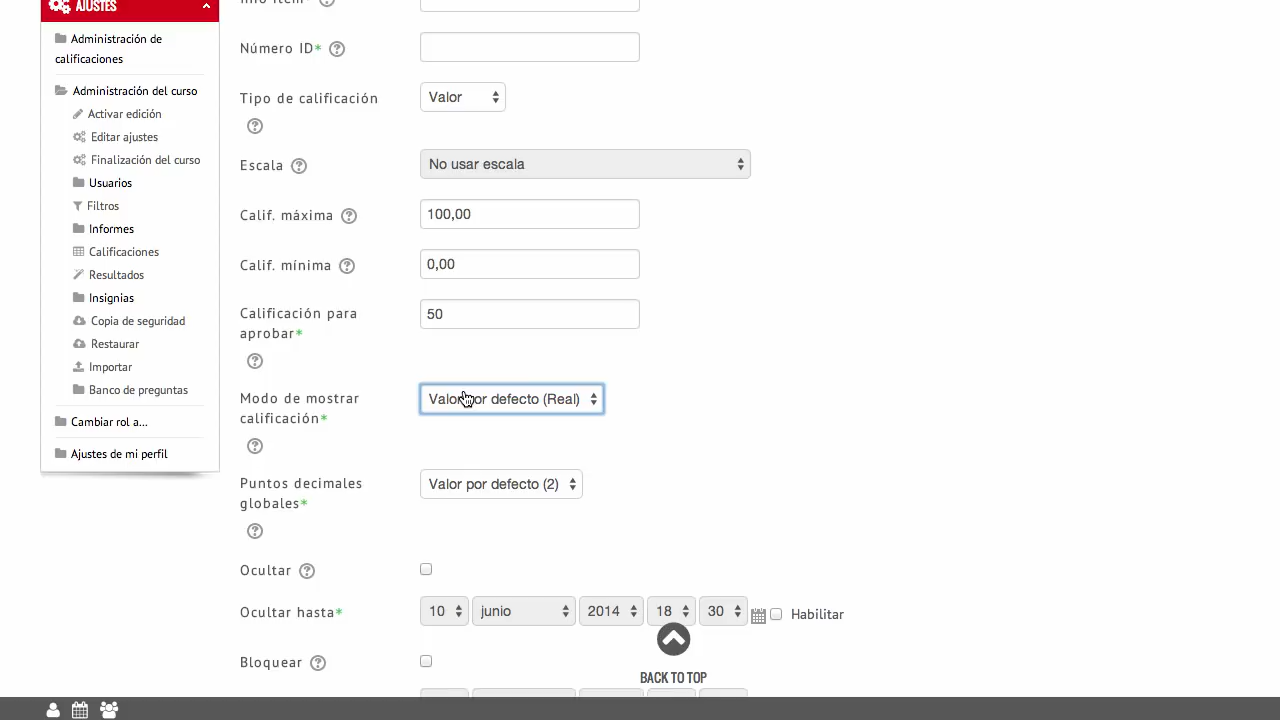 AJUSTES
Administración de
calificaciones
Administración del curso
Activar edición
Editar ajustes
Finalización del curso
Usuarios
Filtros
Informes
Calificaciones
Resultados
Insignias
Copia de seguridad
Restaurar
Importar
Banco de preguntas
Cambiar rol a...
Ajustes de mi perfil
Info ítem*
Número ID*
Tipo de calificación
Valor
Escala
No usar escala
Calif. máxima
100,00
Calif. mínima
0,00
Calificación para
aprobar*
50
Modo de mostrar
calificación*
Valor por defecto (Real)
Puntos decimales
globales*
Valor por defecto (2)
Ocultar
Ocultar hasta*
10 junio 2014 18 30 Habilitar
Bloquear
BACK TO TOP